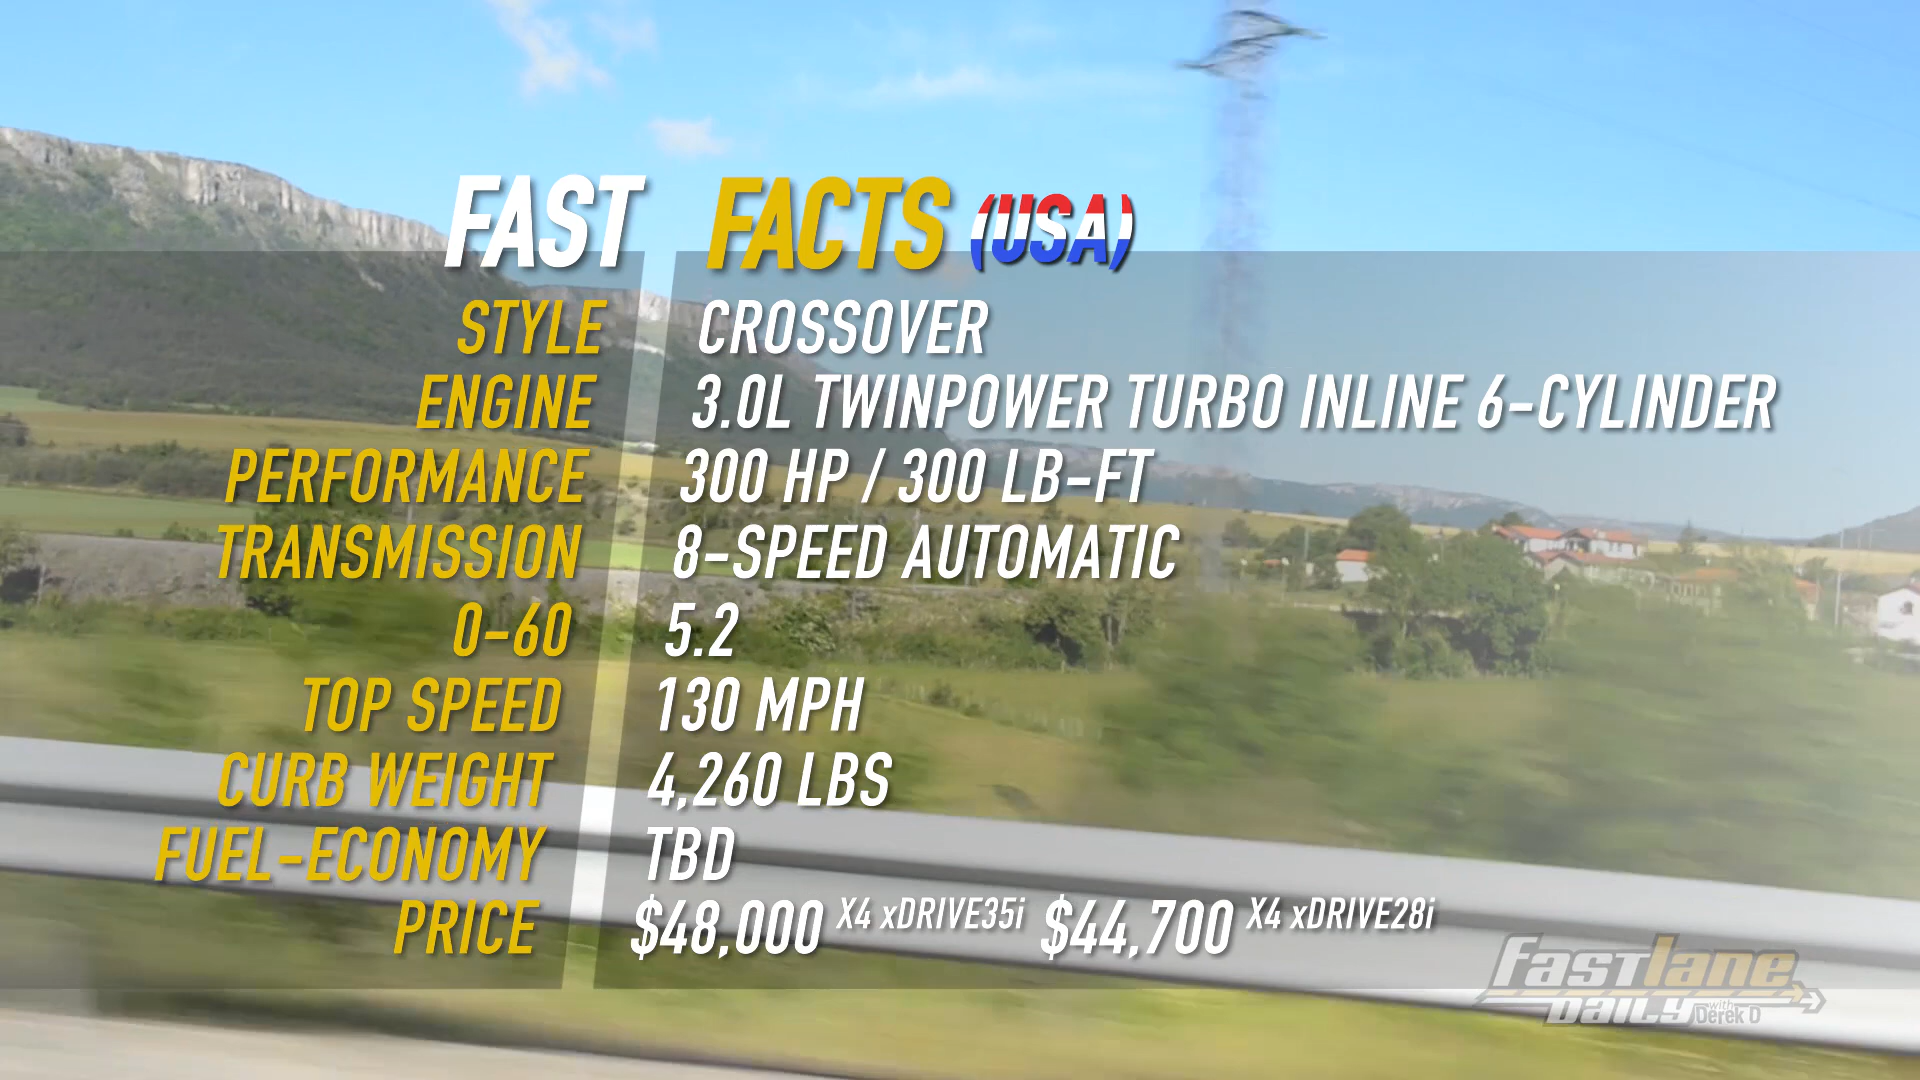 FAST FACTS (USA)
STYLE CROSSOVER
ENGINE 3.0L TWINPOWER TURBO INLINE 6-CYLINDER
PERFORMANCE 300 HP / 300 LB-FT
TRANSMISSION 8-SPEED AUTOMATIC
0-60 5.2
TOP SPEED 130 MPH
CURB WEIGHT 4,260 LBS
FUEL-ECONOMY TBD
PRICE $48,000 X4 xDRIVE35i $44,700 X4 xDRIVE28i
fastlane
DAILY with Derek D